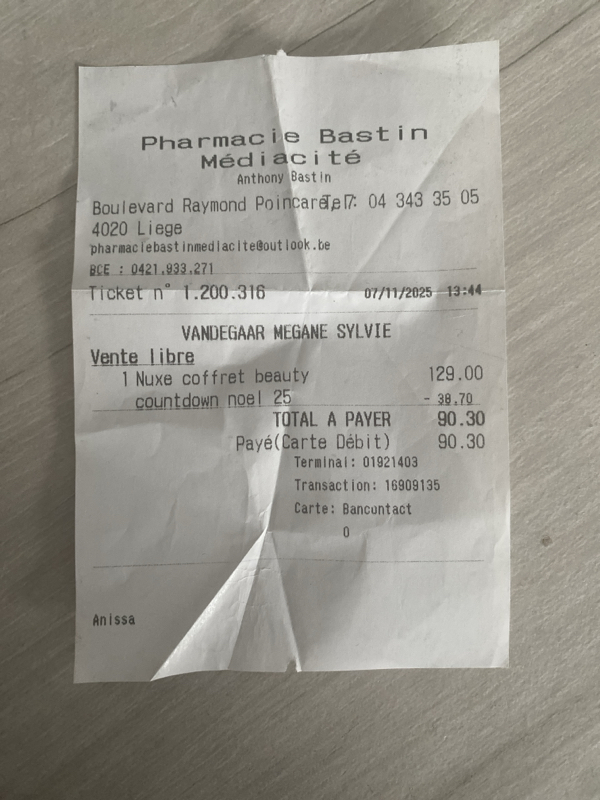 Pharmacie Bastin
Médiacité
Anthony Bastin
Boulevard Raymond Poincaré, 7 Tel: 04 343 35 05
4020 Liege
pharmaciebastinmediacite@outlook.be
BCE : 0421.933.271
Ticket n° 1.200.316 07/11/2025 13:44
VANDEGAAR MEGANE SYLVIE
Vente libre
1 Nuxe coffret beauty 129.00
countdown noel 25 - 38.70
TOTAL A PAYER 90.30
Payé(Carte Débit) 90.30
Terminal: 01921403
Transaction: 16909135
Carte: Bancontact
0
Anissa